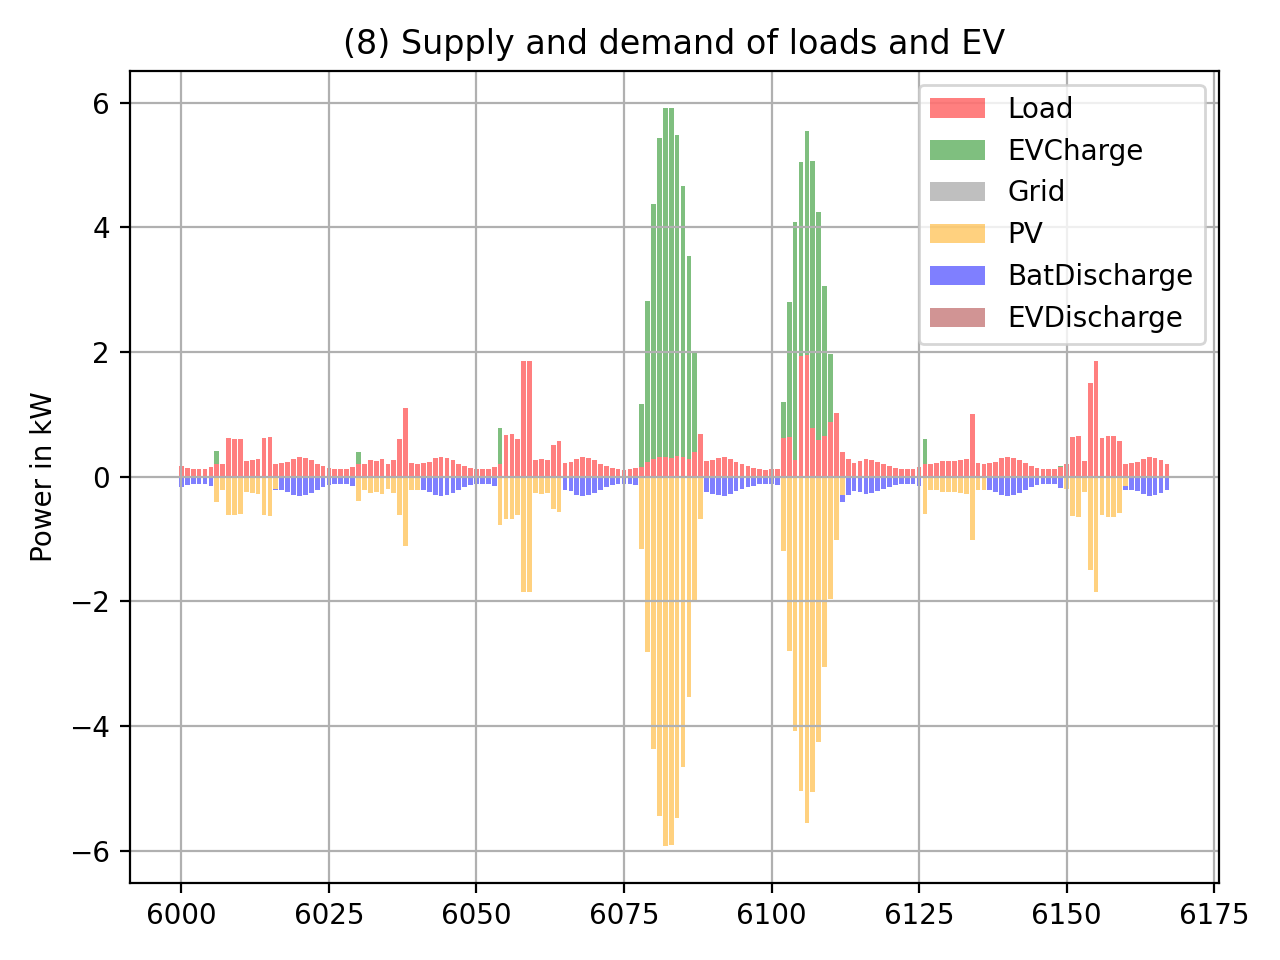 (8) Supply and demand of loads and EV
Load
EVCharge
Grid
PV
BatDischarge
EVDischarge
Power in kW
6
4
2
0
−2
−4
−6
6000 6025 6050 6075 6100 6125 6150 6175